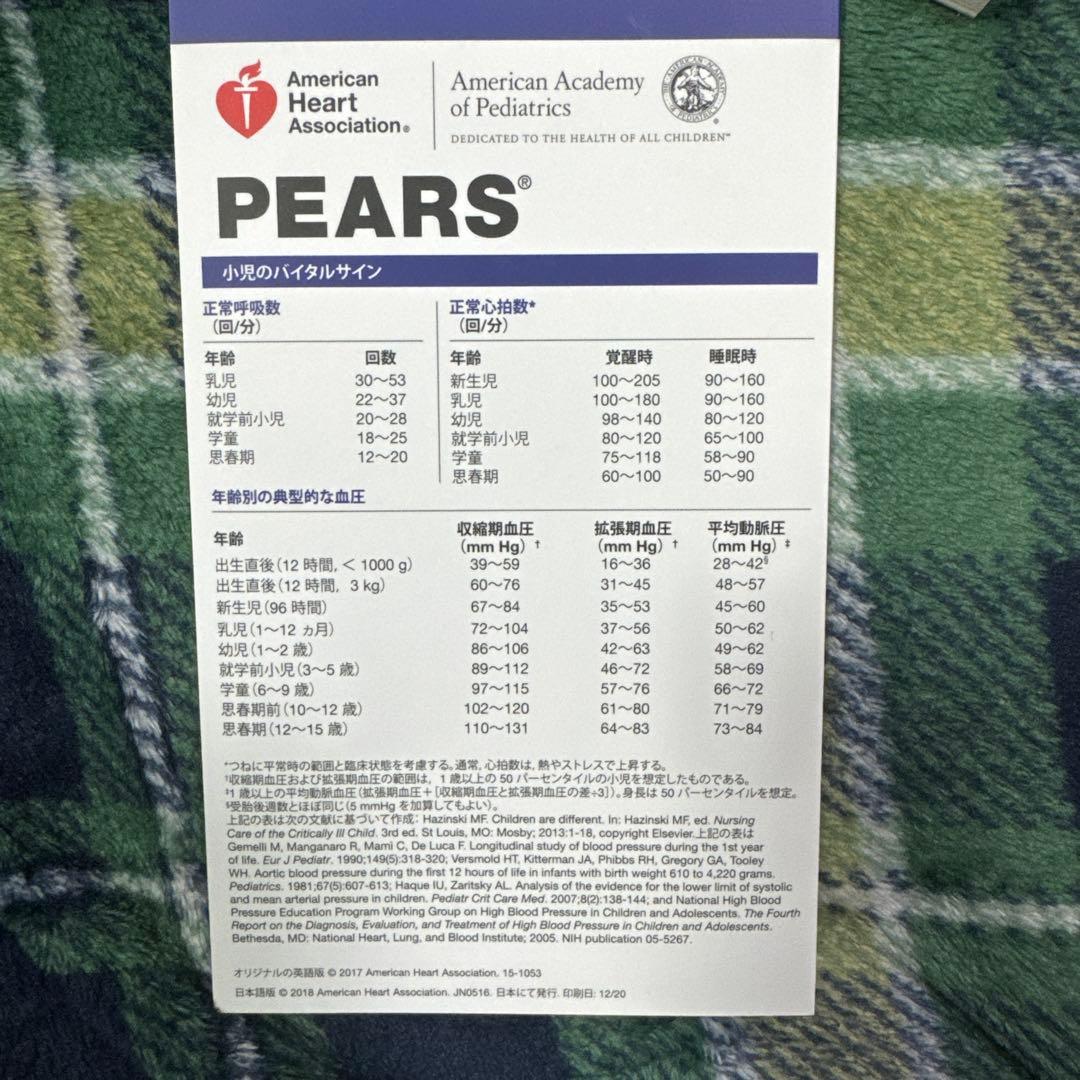 American
Heart
Association®
American Academy
of Pediatrics
DEDICATED TO THE HEALTH OF ALL CHILDREN™
PEARS®
小児のバイタルサイン
正常呼吸数
(回/分)
年齢 回数
乳児 30～53
幼児 22～37
就学前小児 20～28
学童 18～25
思春期 12～20
正常心拍数*
(回/分)
年齢 覚醒時 睡眠時
新生児 100～205 90～160
乳児 100～180 90～160
幼児 98～140 80～120
就学前小児 80～120 65～100
学童 75～118 58～90
思春期 60～100 50～90
年齢別の典型的な血圧
年齢 収縮期血圧 (mm Hg)† 拡張期血圧 (mm Hg)† 平均動脈圧 (mm Hg)‡
出生直後(12 時間, < 1000 g) 39～59 16～36 28～42§
出生直後(12 時間, 3 kg) 60～76 31～45 48～57
新生児(96 時間) 67～84 35～53 45～60
乳児(1～12 ヵ月) 72～104 37～56 50～62
幼児(1～2 歳) 86～106 42～63 49～62
就学前小児(3～5 歳) 89～112 46～72 58～69
学童(6～9 歳) 97～115 57～76 66～72
思春期前(10～12 歳) 102～120 61～80 71～79
思春期(12～15 歳) 110～131 64～83 73～84
*つねに平常時の範囲と臨床状態を考慮する。通常, 心拍数は, 熱やストレスで上昇する。
†収縮期血圧および拡張期血圧の範囲は, 1 歳以上の 50 パーセンタイルの小児を想定したものである。
‡1 歳以上の平均動脈圧(拡張期血圧+[収縮期血圧と拡張期血圧の差÷3])。身長は 50 パーセンタイルを想定。
§受胎後週数とほぼ同じ(5 mmHg を加算してもよい)。
上記の表は次の文献に基づいて作成: Hazinski MF. Children are different. In: Hazinski MF, ed. Nursing
Care of the Critically Ill Child. 3rd ed. St Louis, MO: Mosby; 2013:1-18, copyright Elsevier.上記の表は
Gemelli M, Manganaro R, Mami C, De Luca F. Longitudinal study of blood pressure during the 1st year
of life. Eur J Pediatr. 1990;149(5):318-320; Versmold HT, Kitterman JA, Phibbs RH, Gregory GA, Tooley
WH. Aortic blood pressure during the first 12 hours of life in infants with birth weight 610 to 4,220 grams.
Pediatrics. 1981;67(5):607-613; Haque IU, Zaritsky AL. Analysis of the evidence for the lower limit of systolic
and mean arterial pressure in children. Pediatr Crit Care Med. 2007;8(2):138-144; and National High Blood
Pressure Education Program Working Group on High Blood Pressure in Children and Adolescents. The Fourth
Report on the Diagnosis, Evaluation, and Treatment of High Blood Pressure in Children and Adolescents.
Bethesda, MD: National Heart, Lung, and Blood Institute; 2005. NIH publication 05-5267.
オリジナルの英語版 © 2017 American Heart Association. 15-1053
日本語版 © 2018 American Heart Association. JN0516. 日本にて発行. 印刷日: 12/20